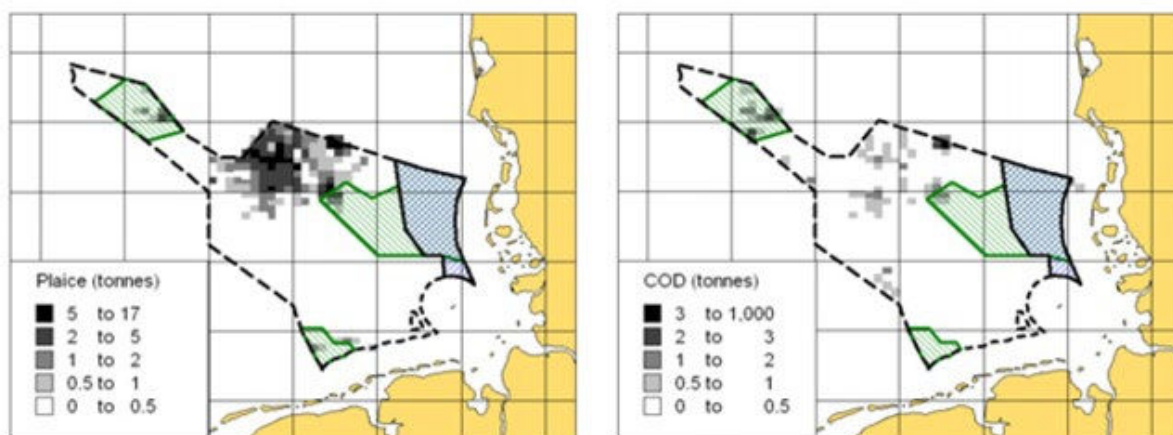 Plaice (tonnes)
5 to 17
2 to 5
1 to 2
0.5 to 1
0 to 0.5
COD (tonnes)
3 to 1,000
2 to 3
1 to 2
0.5 to 1
0 to 0.5